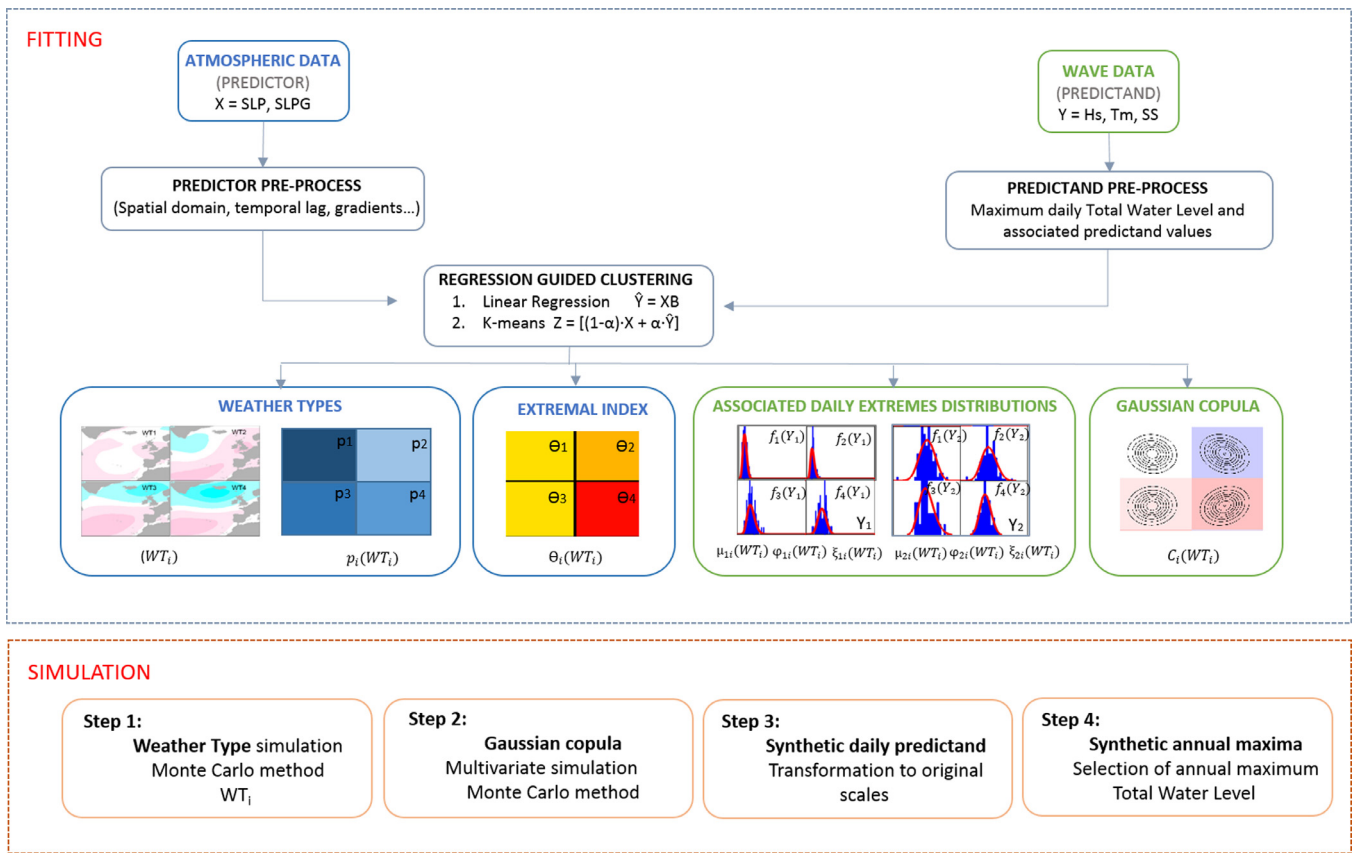 FITTING
ATMOSPHERIC DATA
(PREDICTOR)
X = SLP, SLPG
WAVE DATA
(PREDICTAND)
Y = Hs, Tm, SS
PREDICTOR PRE-PROCESS
(Spatial domain, temporal lag, gradients...)
PREDICTAND PRE-PROCESS
Maximum daily Total Water Level and
associated predictand values
REGRESSION GUIDED CLUSTERING
1. Linear Regression Ŷ = XB
2. K-means Z = [(1-α)·X + α·Ŷ]
WEATHER TYPES
WT1
WT2
WT3
WT4
(WTᵢ)
p1
p2
p3
p4
pᵢ(WTᵢ)
EXTREMAL INDEX
Θ1
Θ2
Θ3
Θ4
Θᵢ(WTᵢ)
ASSOCIATED DAILY EXTREMES DISTRIBUTIONS
f₁(Y₁)
f₂(Y₁)
f₃(Y₁)
f₄(Y₁)
Y₁
μ₁ᵢ(WTᵢ) φ₁ᵢ(WTᵢ) ξ₁ᵢ(WTᵢ)
f₁(Y₂)
f₂(Y₂)
f₃(Y₂)
f₄(Y₂)
Y₂
μ₂ᵢ(WTᵢ) φ₂ᵢ(WTᵢ) ξ₂ᵢ(WTᵢ)
GAUSSIAN COPULA
Cᵢ(WTᵢ)
SIMULATION
Step 1:
Weather Type simulation
Monte Carlo method
WTᵢ
Step 2:
Gaussian copula
Multivariate simulation
Monte Carlo method
Step 3:
Synthetic daily predictand
Transformation to original
scales
Step 4:
Synthetic annual maxima
Selection of annual maximum
Total Water Level